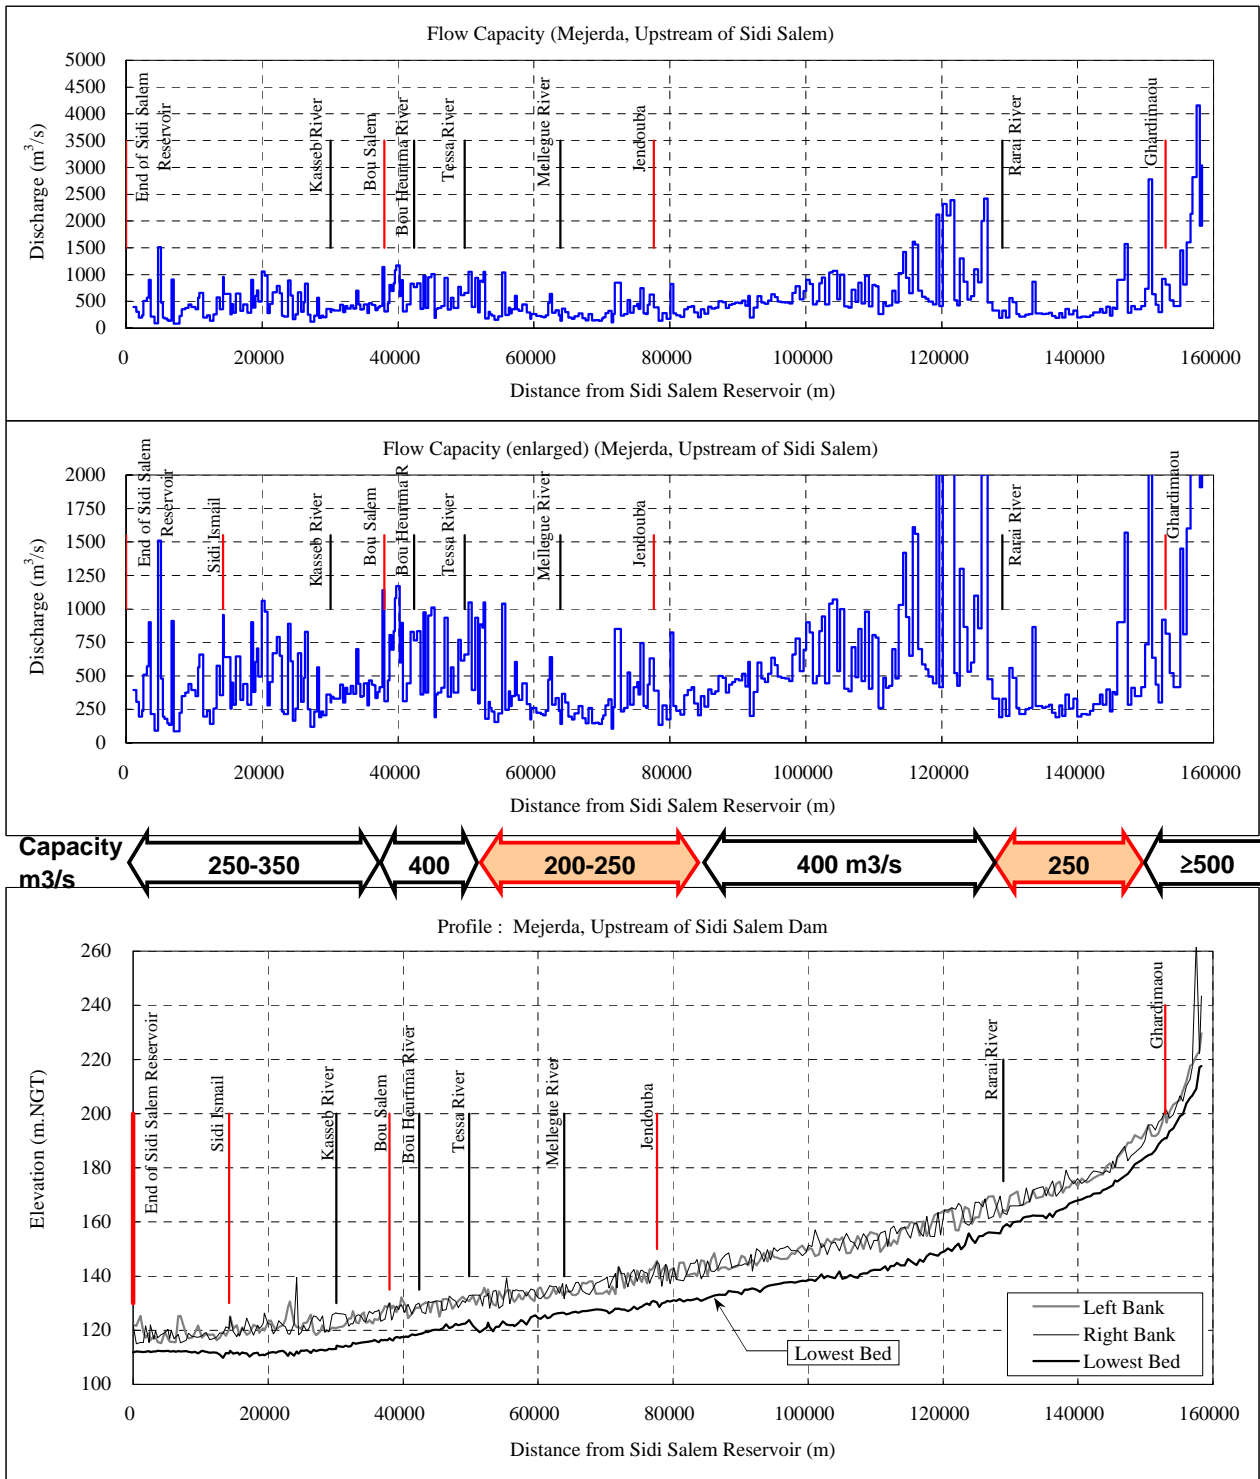 Flow Capacity (Mejerda, Upstream of Sidi Salem)
Discharge (m³/s)
5000
4500
4000
3500
3000
2500
2000
1500
1000
500
0
End of Sidi Salem
Reservoir
Kasseb River
Bou Salem
Bou Heurtma River
Tessa River
Mellegue River
Jendouba
Rarai River
Ghardimaou
0 20000 40000 60000 80000 100000 120000 140000 160000
Distance from Sidi Salem Reservoir (m)
Flow Capacity (enlarged) (Mejerda, Upstream of Sidi Salem)
Discharge (m³/s)
2000
1750
1500
1250
1000
750
500
250
0
End of Sidi Salem
Reservoir
Sidi Ismail
Kasseb River
Bou Salem
Bou Heurtma R
Tessa River
Mellegue River
Jendouba
Rarai River
Ghardimaou
0 20000 40000 60000 80000 100000 120000 140000 160000
Distance from Sidi Salem Reservoir (m)
Capacity
m3/s
250-350 400 200-250 400 m3/s 250 ≥500
Profile : Mejerda, Upstream of Sidi Salem Dam
Elevation (m.NGT)
260
240
220
200
180
160
140
120
100
End of Sidi Salem Reservoir
Sidi Ismail
Kasseb River
Bou Salem
Bou Heurtma River
Tessa River
Mellegue River
Jendouba
Rarai River
Ghardimaou
Lowest Bed
Left Bank
Right Bank
Lowest Bed
0 20000 40000 60000 80000 100000 120000 140000 160000
Distance from Sidi Salem Reservoir (m)